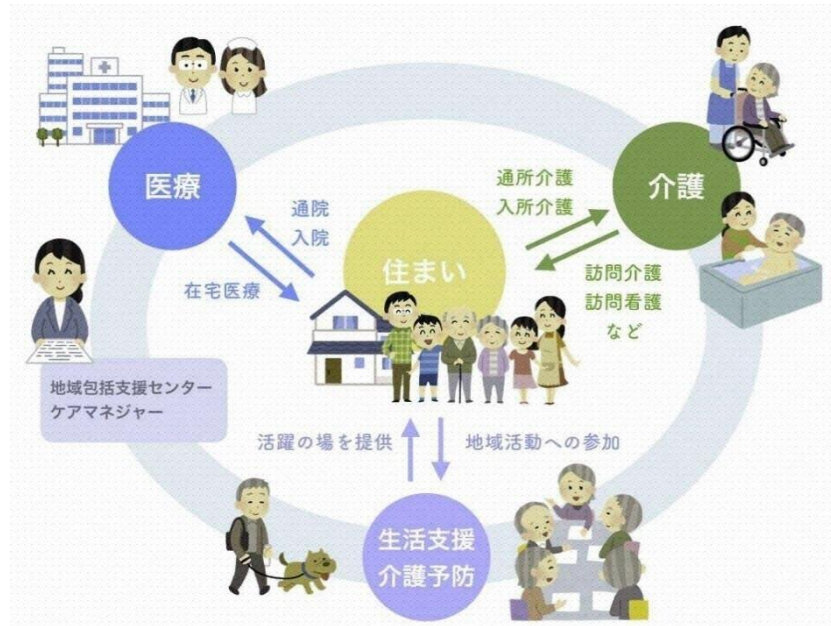 医療
介護
通所介護
入所介護
通院
入院
住まい
在宅医療
訪問介護
訪問看護
など
地域包括支援センター
ケアマネジャー
活躍の場を提供
地域活動への参加
生活支援
介護予防